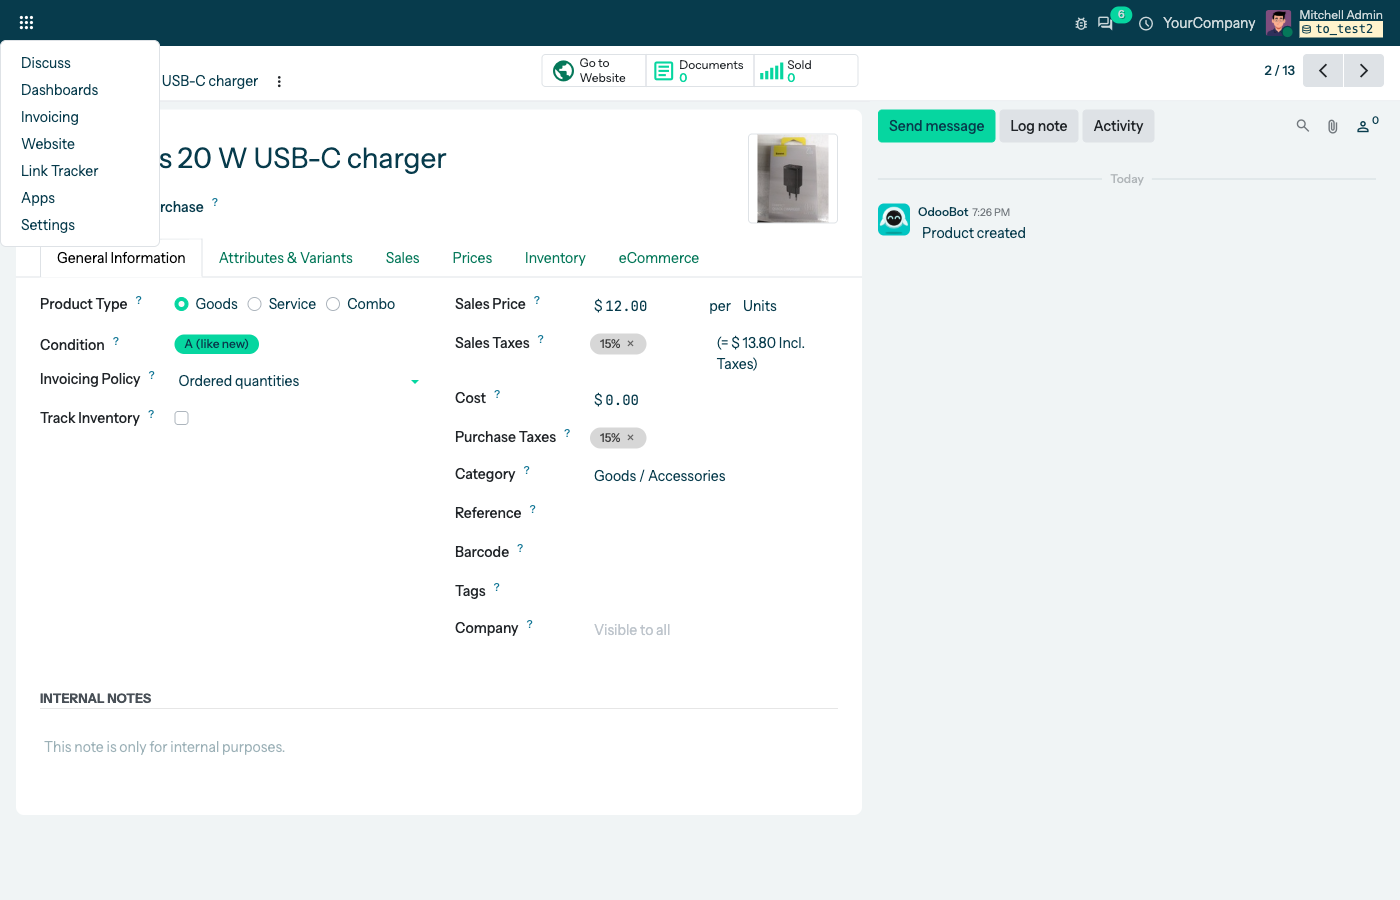 6
YourCompany
Mitchell Admin
to_test2
Discuss
Dashboards
Invoicing
Website
Link Tracker
Apps
Settings
USB-C charger
Go to
Website
Documents
0
Sold
0
2 / 13
s 20 W USB-C charger
rchase ?
Send message
Log note
Activity
0
Today
OdooBot 7:26 PM
Product created
General Information
Attributes & Variants
Sales
Prices
Inventory
eCommerce
Product Type ?
Goods
Service
Combo
Condition ?
A (like new)
Invoicing Policy ?
Ordered quantities
Track Inventory ?
Sales Price ?
$ 12.00 per Units
Sales Taxes ?
15% ×
(= $ 13.80 Incl.
Taxes)
Cost ?
$ 0.00
Purchase Taxes ?
15% ×
Category ?
Goods / Accessories
Reference ?
Barcode ?
Tags ?
Company ?
Visible to all
INTERNAL NOTES
This note is only for internal purposes.